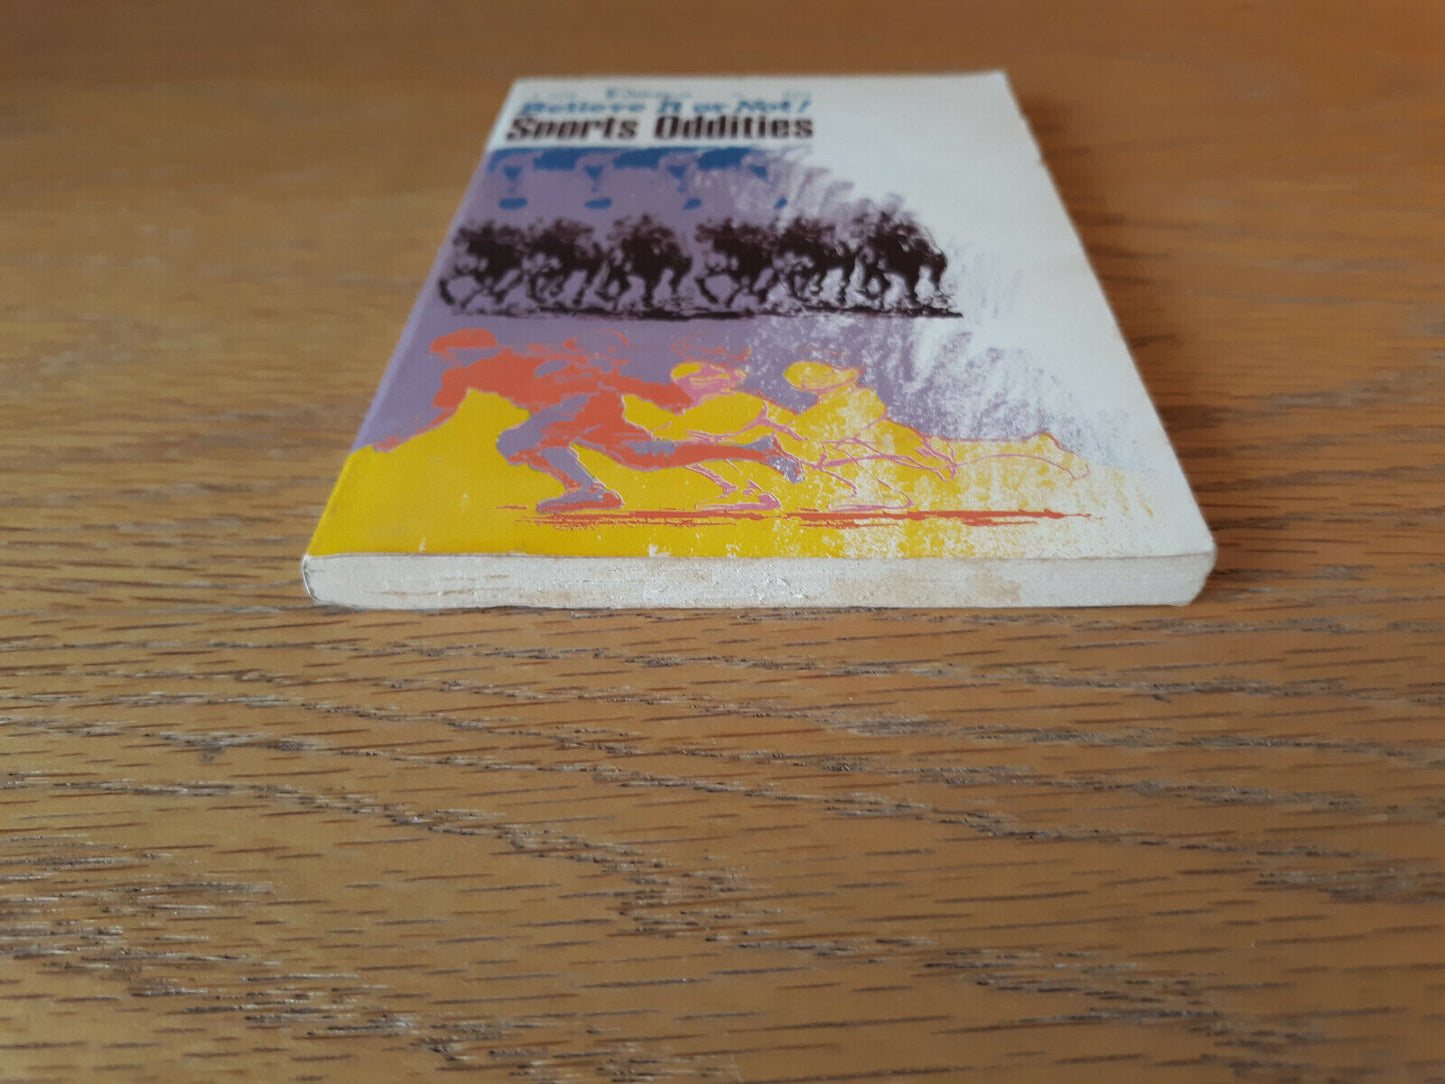 Believe It or Not!
Sports Oddities